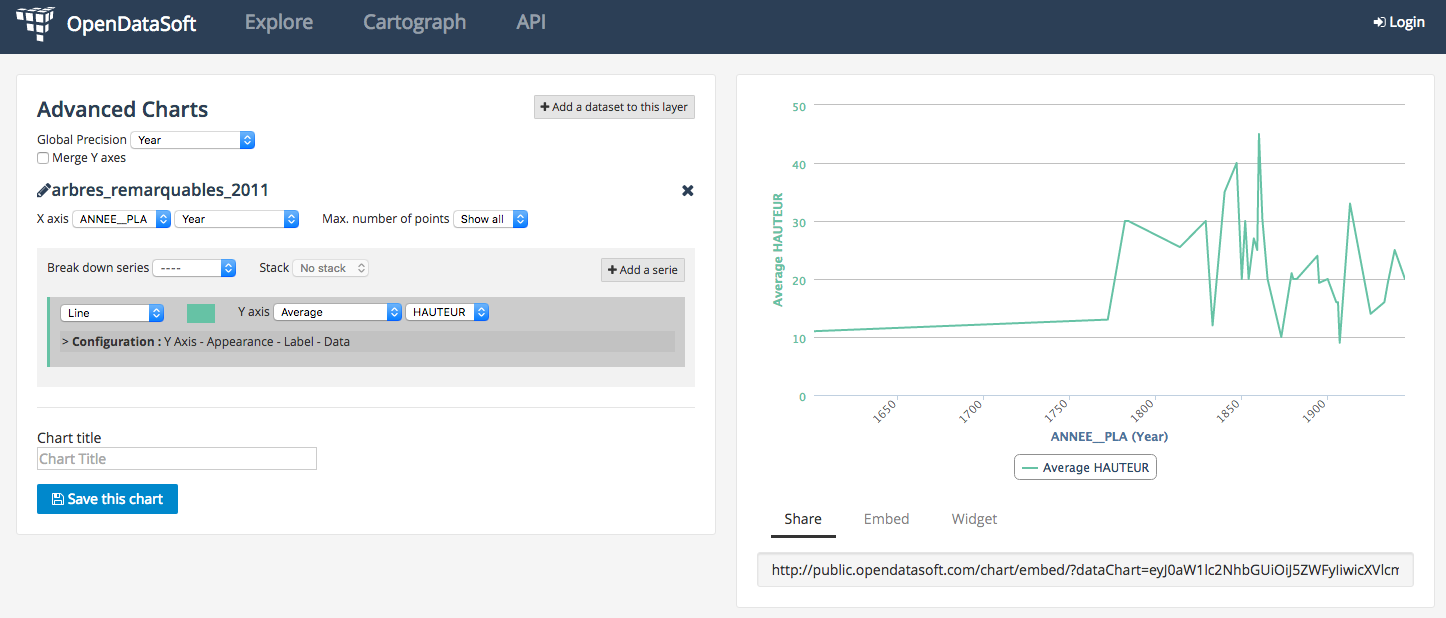 OpenDataSoft Explore Cartograph API Login
Advanced Charts
+ Add a dataset to this layer
Global Precision Year
Merge Y axes
arbres_remarquables_2011
X axis ANNEE__PLA Year Max. number of points Show all
Break down series ---- Stack No stack + Add a serie
Line Y axis Average HAUTEUR
> Configuration : Y Axis - Appearance - Label - Data
Chart title
Chart Title
Save this chart
50
40
30
20
10
0
Average HAUTEUR
1650 1700 1750 1800 1850 1900
ANNEE__PLA (Year)
Average HAUTEUR
Share Embed Widget
http://public.opendatasoft.com/chart/embed/?dataChart=eyJ0aW1lc2NhbGUiOiJ5ZWFyIiwicXVlcm